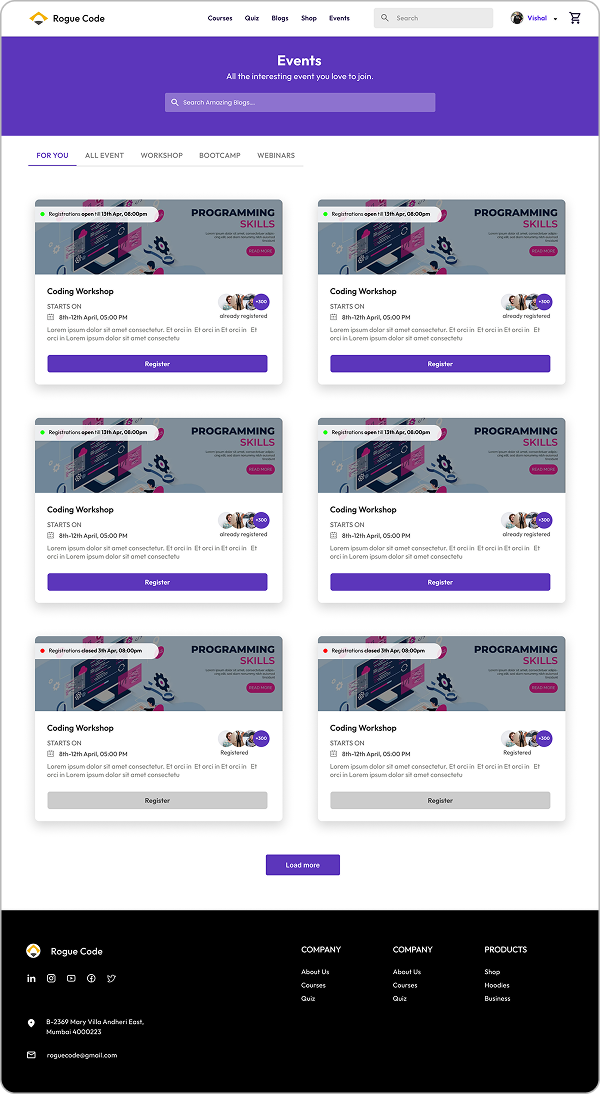 Rogue Code
Courses Quiz Blogs Shop Events
Search
Vishal
Events
All the interesting event you love to join.
Search Amazing Blogs...
FOR YOU ALL EVENT WORKSHOP BOOTCAMP WEBINARS
Registrations open till 13th Apr, 08:00pm
PROGRAMMING
SKILLS
READ MORE
Coding Workshop
STARTS ON
8th-12th April, 05:00 PM
+300
already registered
Lorem ipsum dolor sit amet consectetur. Et orci in Et orci in Et orci in Et
orci in Lorem ipsum dolor sit amet consectetu
Register
Registrations open till 13th Apr, 08:00pm
PROGRAMMING
SKILLS
READ MORE
Coding Workshop
STARTS ON
8th-12th April, 05:00 PM
+300
already registered
Lorem ipsum dolor sit amet consectetur. Et orci in Et orci in Et orci in Et
orci in Lorem ipsum dolor sit amet consectetu
Register
Registrations open till 13th Apr, 08:00pm
PROGRAMMING
SKILLS
READ MORE
Coding Workshop
STARTS ON
8th-12th April, 05:00 PM
+300
already registered
Lorem ipsum dolor sit amet consectetur. Et orci in Et orci in Et orci in Et
orci in Lorem ipsum dolor sit amet consectetu
Register
Registrations open till 13th Apr, 08:00pm
PROGRAMMING
SKILLS
READ MORE
Coding Workshop
STARTS ON
8th-12th April, 05:00 PM
+300
already registered
Lorem ipsum dolor sit amet consectetur. Et orci in Et orci in Et orci in Et
orci in Lorem ipsum dolor sit amet consectetu
Register
Registrations closed 3th Apr, 08:00pm
PROGRAMMING
SKILLS
READ MORE
Coding Workshop
STARTS ON
8th-12th April, 05:00 PM
+300
Registered
Lorem ipsum dolor sit amet consectetur. Et orci in Et orci in Et orci in Et
orci in Lorem ipsum dolor sit amet consectetu
Register
Registrations closed 3th Apr, 08:00pm
PROGRAMMING
SKILLS
READ MORE
Coding Workshop
STARTS ON
8th-12th April, 05:00 PM
+300
Registered
Lorem ipsum dolor sit amet consectetur. Et orci in Et orci in Et orci in Et
orci in Lorem ipsum dolor sit amet consectetu
Register
Load more
Rogue Code
B-2369 Mary Villa Andheri East,
Mumbai 4000223
roguecode@gmail.com
COMPANY
About Us
Courses
Quiz
COMPANY
About Us
Courses
Quiz
PRODUCTS
Shop
Hoodies
Business